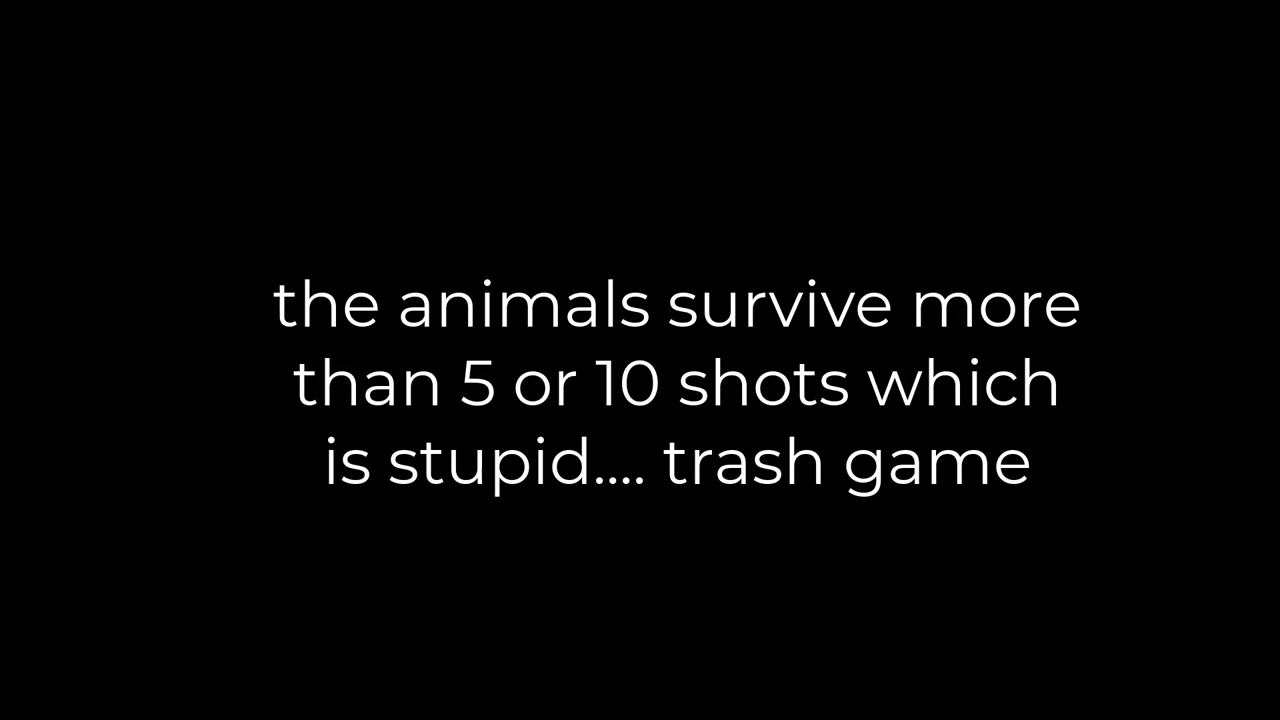 the animals survive more
than 5 or 10 shots which
is stupid.... trash game